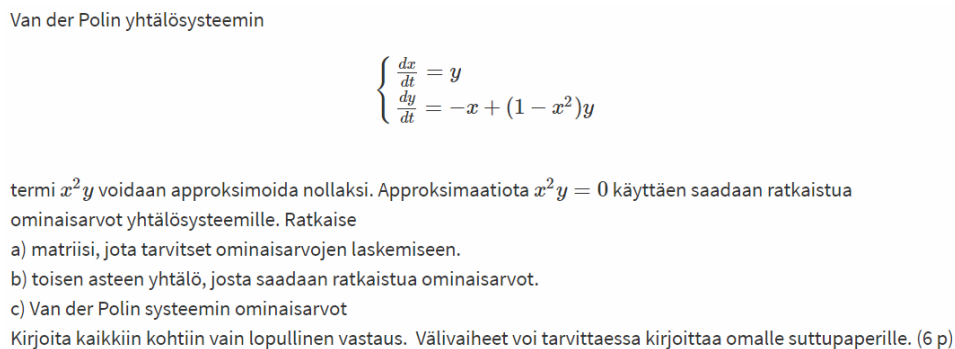 Van der Polin yhtälösysteemin
{ dx/dt = y
dy/dt = −x + (1 − x²)y
termi x²y voidaan approksimoida nollaksi. Approksimaatiota x²y = 0 käyttäen saadaan ratkaistua
ominaisarvot yhtälösysteemille. Ratkaise
a) matriisi, jota tarvitset ominaisarvojen laskemiseen.
b) toisen asteen yhtälö, josta saadaan ratkaistua ominaisarvot.
c) Van der Polin systeemin ominaisarvot
Kirjoita kaikkiin kohtiin vain lopullinen vastaus. Välivaiheet voi tarvittaessa kirjoittaa omalle suttupaperille. (6 p)